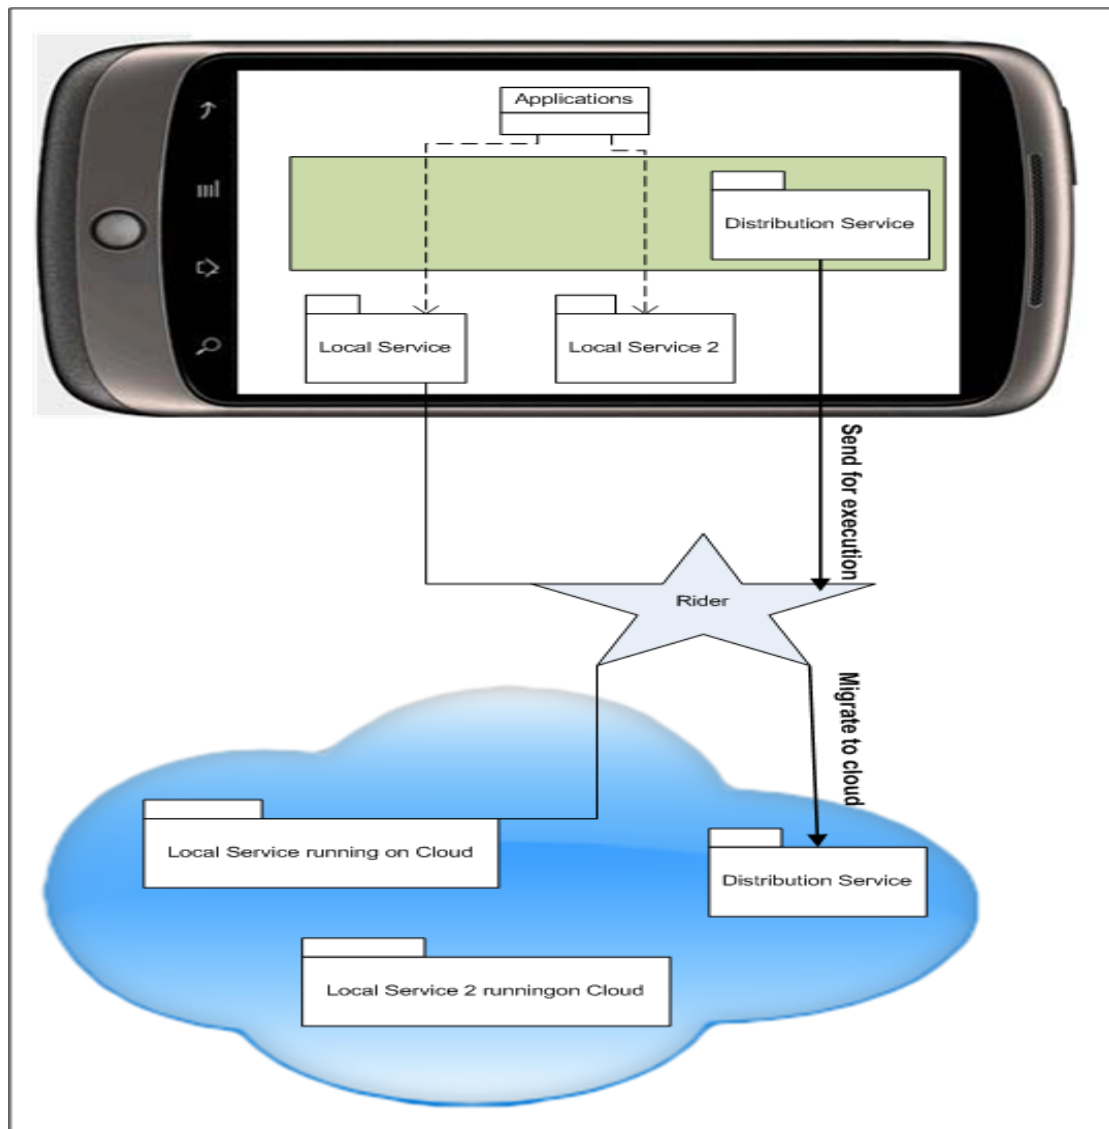 Applications
Distribution Service
Local Service
Local Service 2
Send for execution
Rider
Migrate to cloud
Local Service running on Cloud
Distribution Service
Local Service 2 runningon Cloud